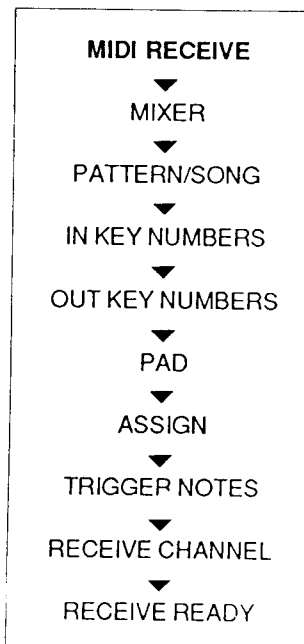 MIDI RECEIVE
MIXER
PATTERN/SONG
IN KEY NUMBERS
OUT KEY NUMBERS
PAD
ASSIGN
TRIGGER NOTES
RECEIVE CHANNEL
RECEIVE READY